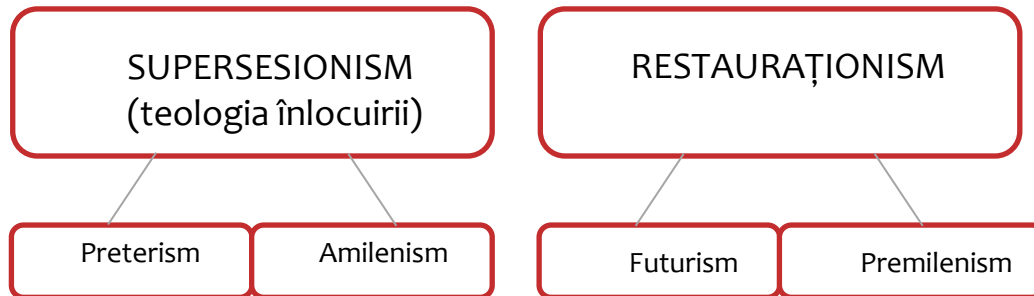 SUPERSESIONISM
(teologia înlocuirii)
RESTAURAȚIONISM
Preterism
Amilenism
Futurism
Premilenism